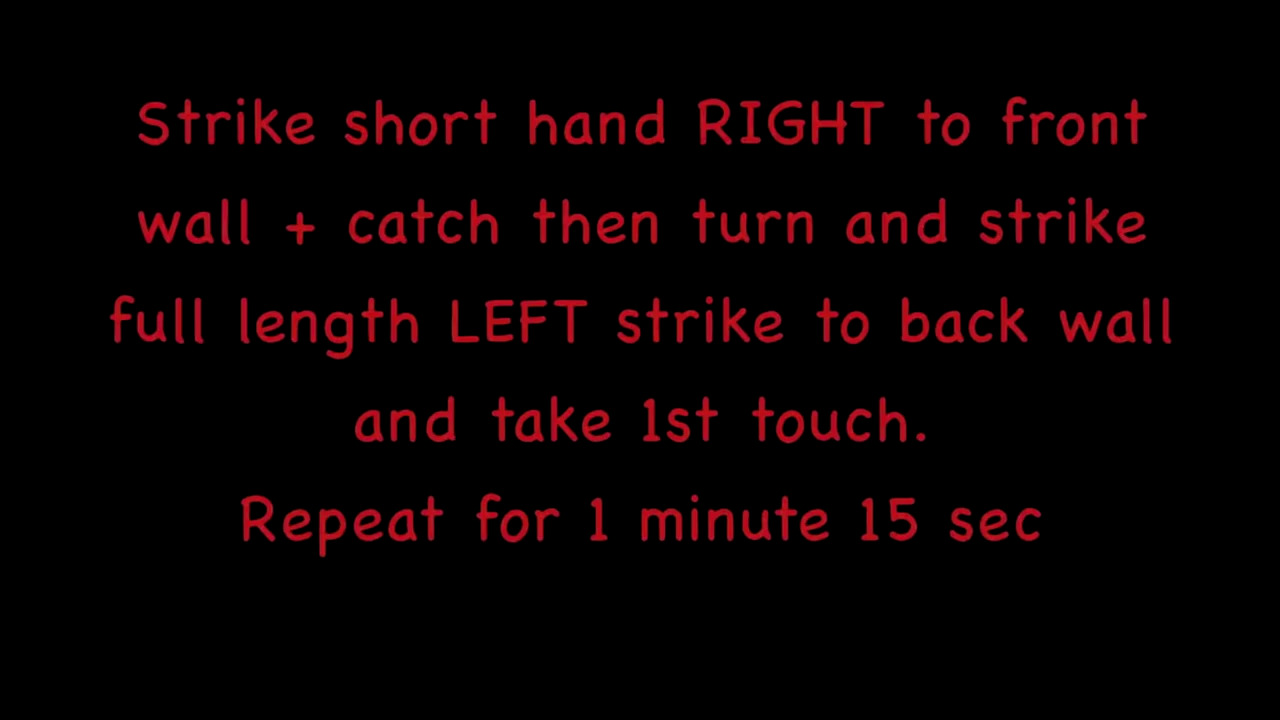 Strike short hand RIGHT to front
wall + catch then turn and strike
full length LEFT strike to back wall
and take 1st touch.
Repeat for 1 minute 15 sec